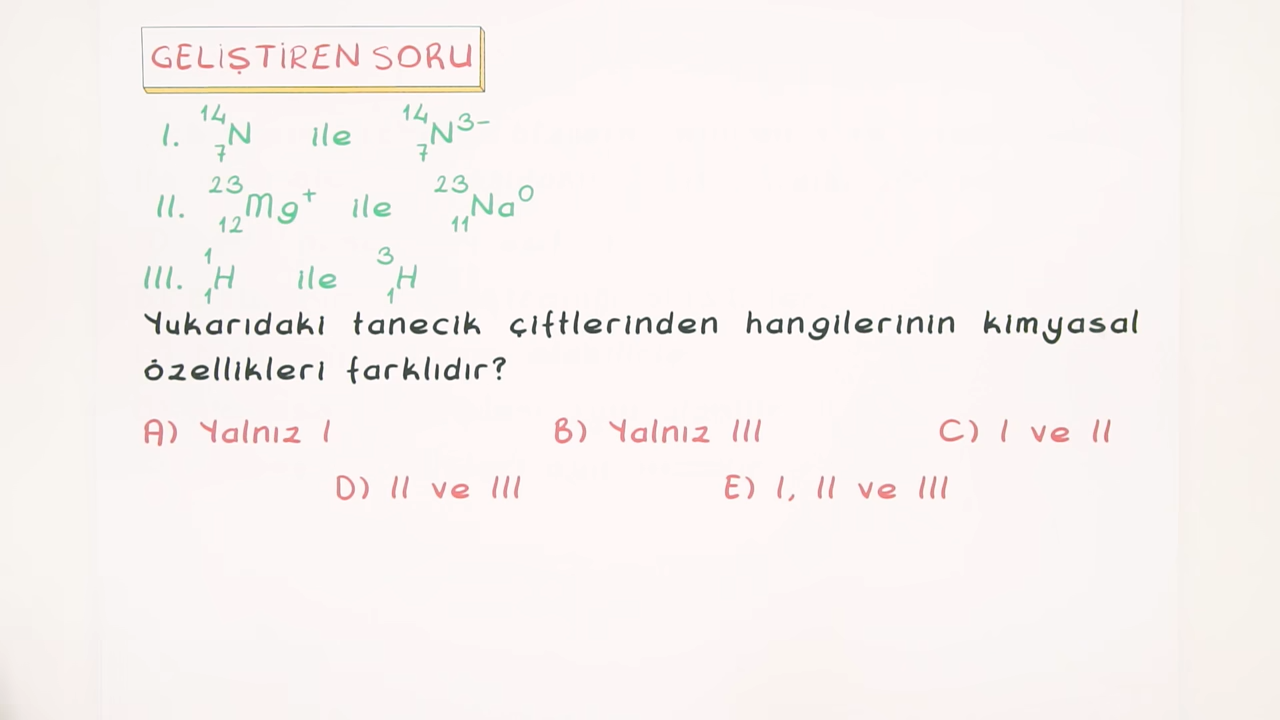 GELİŞTİREN SORU
I. ¹⁴₇N ile ¹⁴₇N³⁻
II. ²³₁₂Mg⁺ ile ²³₁₁Na⁰
III. ¹₁H ile ³₁H
Yukarıdaki tanecik çiftlerinden hangilerinin kimyasal
özellikleri farklıdır?
A) Yalnız I B) Yalnız III C) I ve II
D) II ve III E) I, II ve III